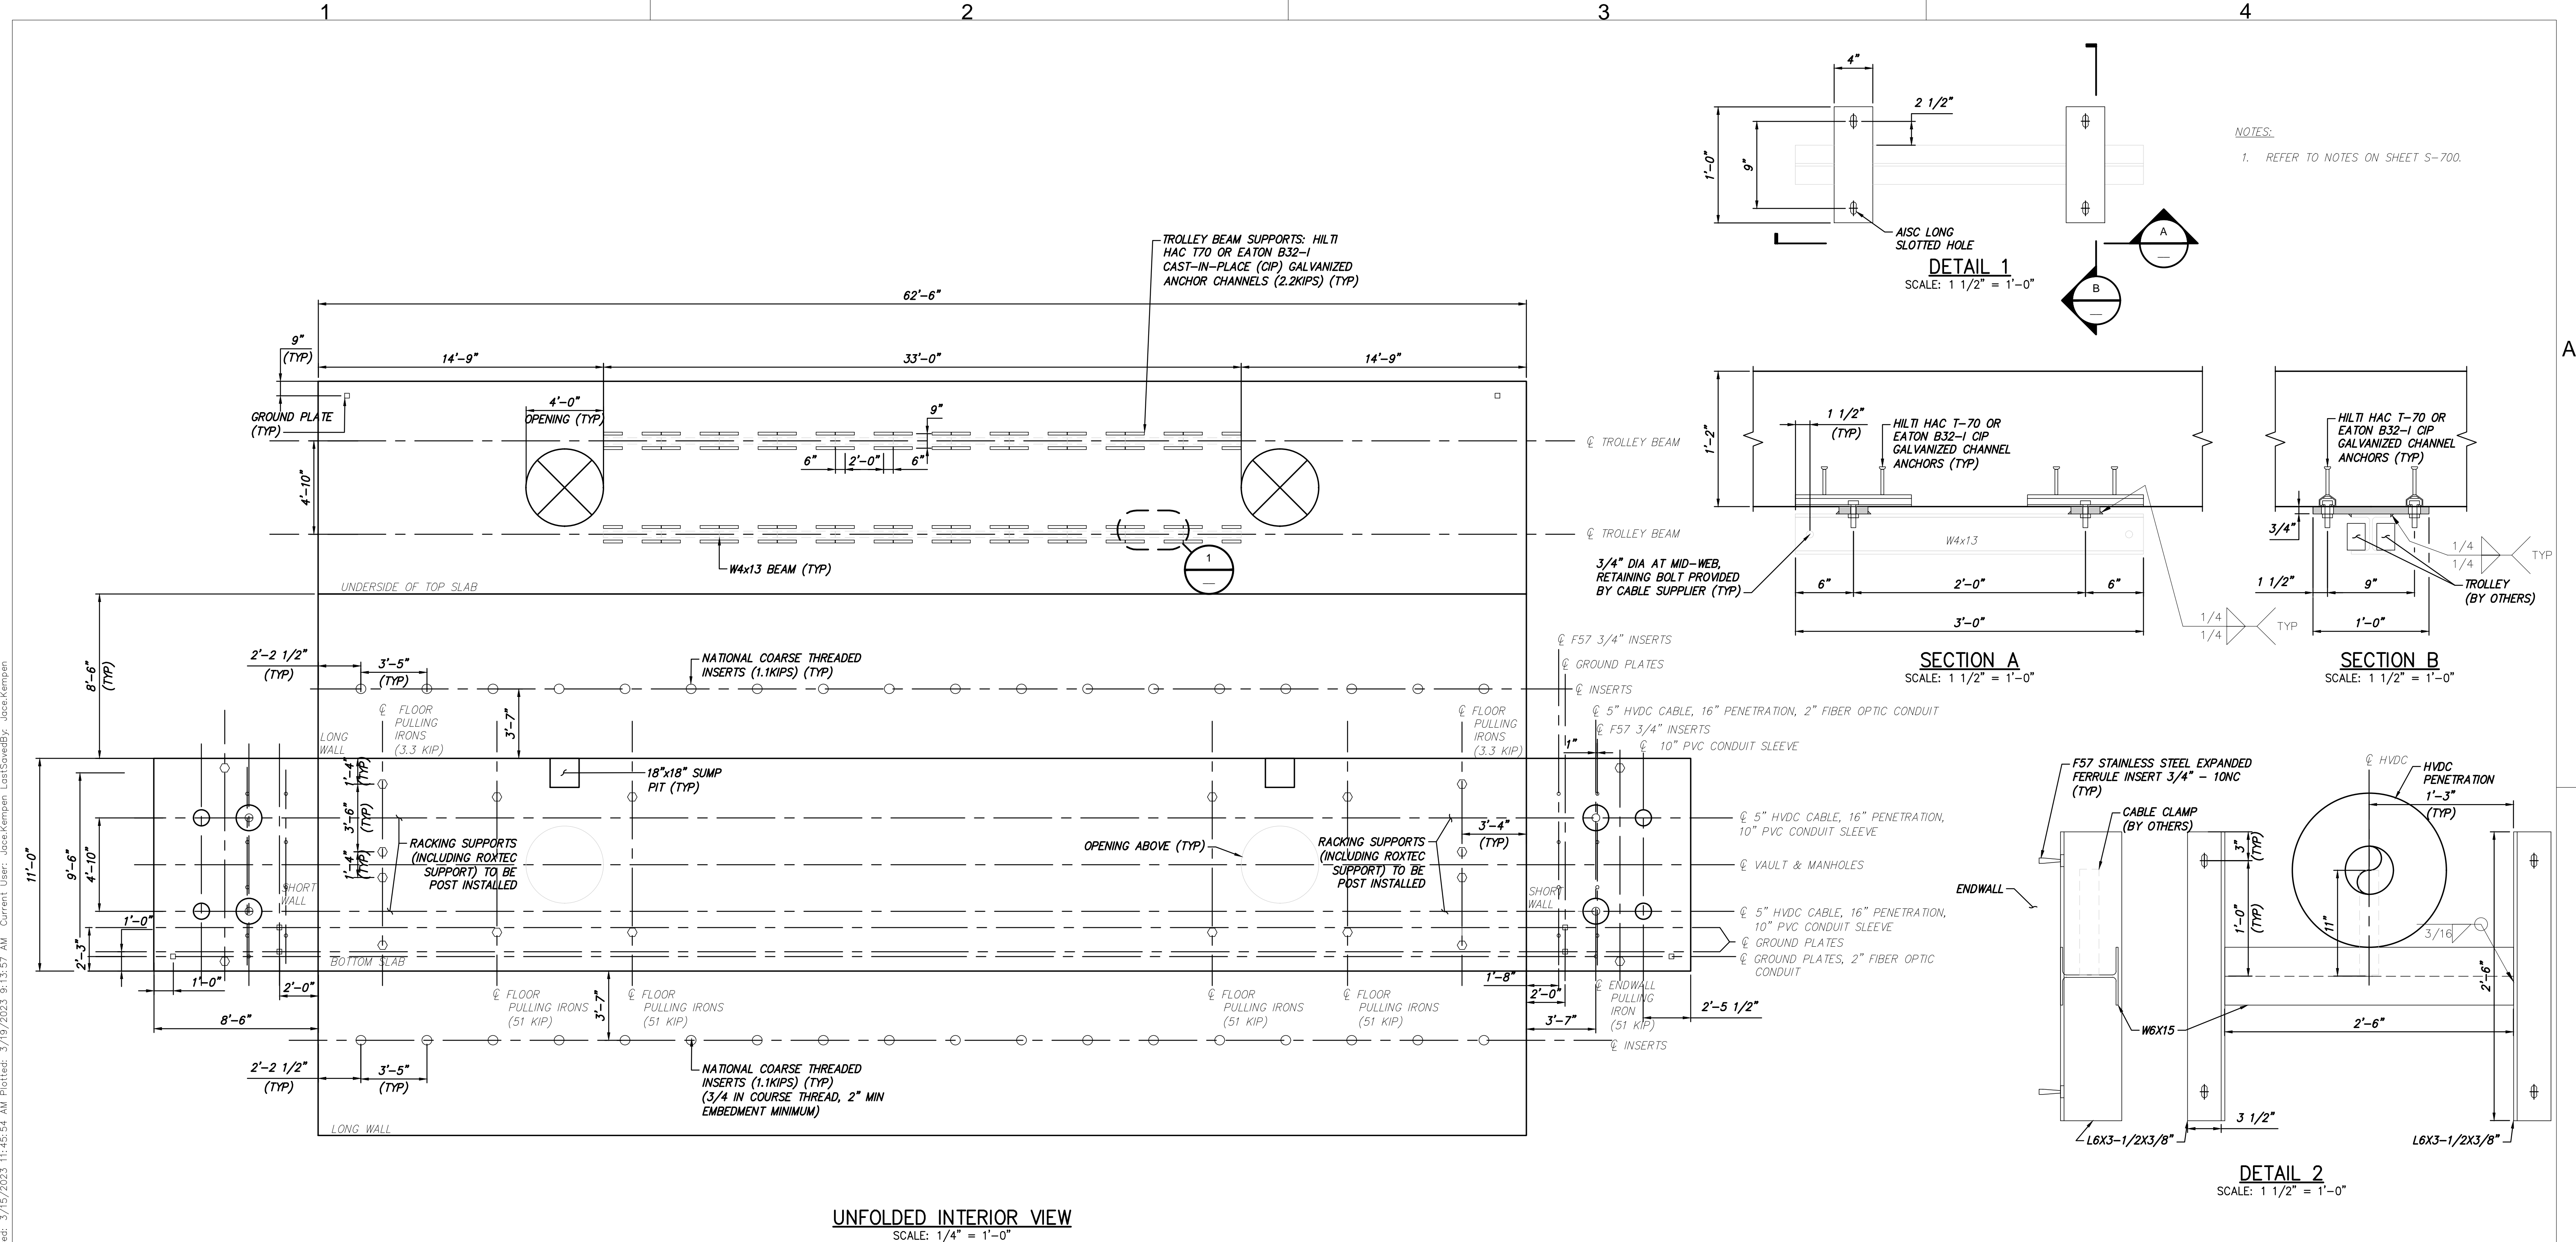 1
2
3
4
A
4"
2 1/2"
1'-0"
9"
AISC LONG
SLOTTED HOLE
A
B
DETAIL 1
SCALE: 1 1/2" = 1'-0"
NOTES:
1. REFER TO NOTES ON SHEET S-700.
TROLLEY BEAM SUPPORTS: HILTI
HAC T70 OR EATON B32-I
CAST-IN-PLACE (CIP) GALVANIZED
ANCHOR CHANNELS (2.2KIPS) (TYP)
62'-6"
9"
(TYP)
14'-9"
33'-0"
14'-9"
GROUND PLATE
(TYP)
4'-0"
OPENING (TYP)
9"
6"
2'-0"
6"
4'-10"
℄ TROLLEY BEAM
℄ TROLLEY BEAM
W4x13 BEAM (TYP)
1
UNDERSIDE OF TOP SLAB
8'-6"
(TYP)
2'-2 1/2"
(TYP)
3'-5"
(TYP)
NATIONAL COARSE THREADED
INSERTS (1.1KIPS) (TYP)
3'-7"
℄ F57 3/4" INSERTS
℄ GROUND PLATES
℄ INSERTS
℄ 5" HVDC CABLE, 16" PENETRATION, 2" FIBER OPTIC CONDUIT
℄ F57 3/4" INSERTS
℄ 10" PVC CONDUIT SLEEVE
1"
℄ FLOOR
PULLING
IRONS
(3.3 KIP)
LONG
WALL
℄ FLOOR
PULLING
IRONS
(3.3 KIP)
11'-0"
9'-6"
4'-10"
1'-4"
(TYP)
3'-6"
(TYP)
1'-4"
(TYP)
18"x18" SUMP
PIT (TYP)
RACKING SUPPORTS
(INCLUDING ROXTEC
SUPPORT) TO BE
POST INSTALLED
OPENING ABOVE (TYP)
RACKING SUPPORTS
(INCLUDING ROXTEC
SUPPORT) TO BE
POST INSTALLED
3'-4"
(TYP)
SHORT
WALL
SHORT
WALL
℄ 5" HVDC CABLE, 16" PENETRATION,
10" PVC CONDUIT SLEEVE
℄ VAULT & MANHOLES
℄ 5" HVDC CABLE, 16" PENETRATION,
10" PVC CONDUIT SLEEVE
℄ GROUND PLATES
℄ GROUND PLATES, 2" FIBER OPTIC
CONDUIT
1'-0"
2'-3"
1'-0"
2'-0"
8'-6"
BOTTOM SLAB
℄ FLOOR
PULLING IRONS
(51 KIP)
℄ FLOOR
PULLING IRONS
(51 KIP)
3'-7"
℄ FLOOR
PULLING IRONS
(51 KIP)
℄ FLOOR
PULLING IRONS
(51 KIP)
1'-8"
2'-0"
3'-7"
℄ ENDWALL
PULLING
IRON
(51 KIP)
2'-5 1/2"
℄ INSERTS
2'-2 1/2"
(TYP)
3'-5"
(TYP)
NATIONAL COARSE THREADED
INSERTS (1.1KIPS) (TYP)
(3/4 IN COURSE THREAD, 2" MIN
EMBEDMENT MINIMUM)
LONG WALL
UNFOLDED INTERIOR VIEW
SCALE: 1/4" = 1'-0"
1'-2"
1 1/2"
(TYP)
HILTI HAC T-70 OR
EATON B32-I CIP
GALVANIZED CHANNEL
ANCHORS (TYP)
W4x13
3/4" DIA AT MID-WEB,
RETAINING BOLT PROVIDED
BY CABLE SUPPLIER (TYP)
6"
2'-0"
6"
3'-0"
1/4
1/4
TYP
SECTION A
SCALE: 1 1/2" = 1'-0"
HILTI HAC T-70 OR
EATON B32-I CIP
GALVANIZED CHANNEL
ANCHORS (TYP)
3/4"
1/4
1/4
TYP
TROLLEY
(BY OTHERS)
1 1/2"
9"
1'-0"
SECTION B
SCALE: 1 1/2" = 1'-0"
F57 STAINLESS STEEL EXPANDED
FERRULE INSERT 3/4" - 10NC
(TYP)
CABLE CLAMP
(BY OTHERS)
℄ HVDC
HVDC
PENETRATION
1'-3"
(TYP)
3"
(TYP)
1'-0"
(TYP)
11"
3/16
2'-6"
ENDWALL
W6X15
2'-6"
3 1/2"
L6X3-1/2X3/8"
L6X3-1/2X3/8"
DETAIL 2
SCALE: 1 1/2" = 1'-0"
ed: 3/15/2023 11:45:54 AM Plotted: 3/19/2023 9:13:57 AM Current User: Jace.Kempen LastSavedBy: Jace.Kempen